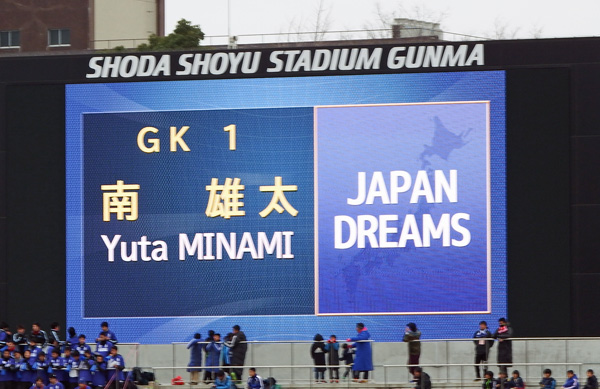 SHODA SHOYU STADIUM GUNMA
GK 1
南 雄太
Yuta MINAMI
JAPAN
DREAMS